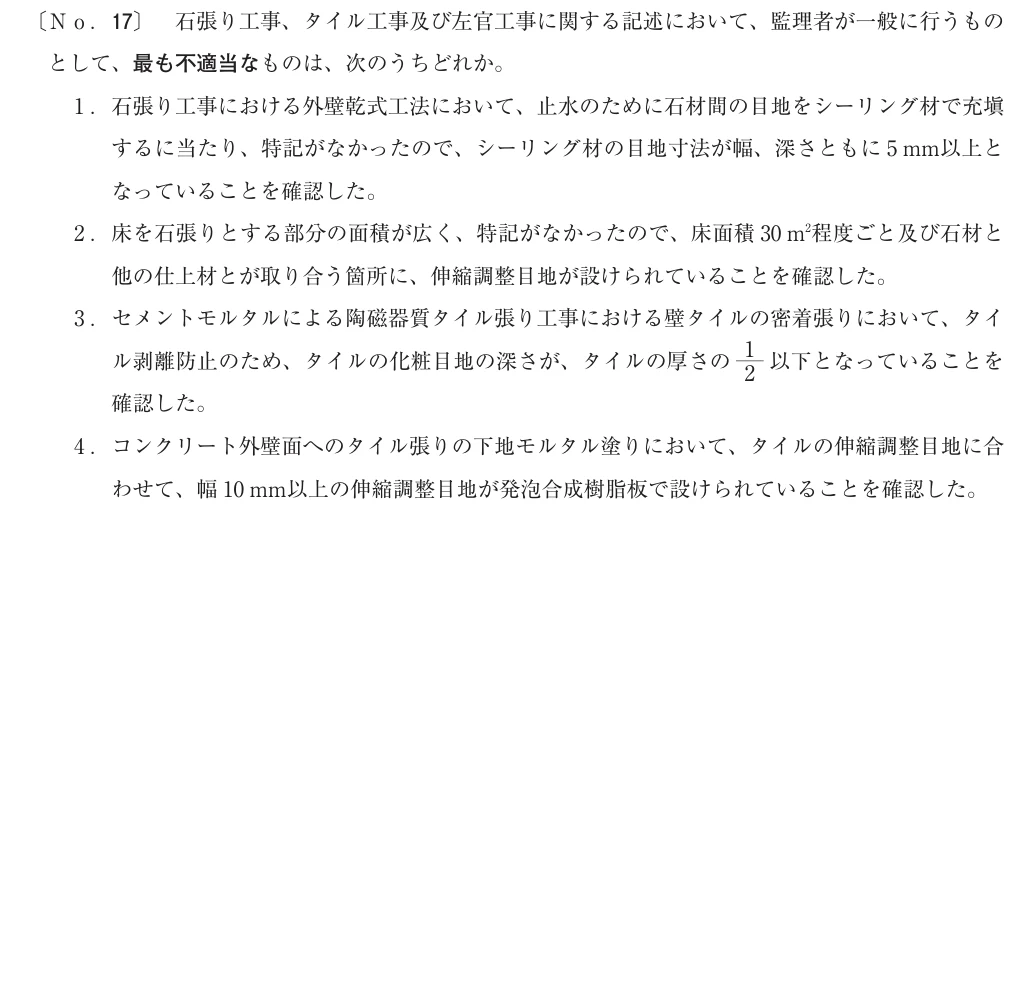 〔Ｎｏ．17〕　石張り工事、タイル工事及び左官工事に関する記述において、監理者が一般に行うもの
として、最も不適当なものは、次のうちどれか。
１．石張り工事における外壁乾式工法において、止水のために石材間の目地をシーリング材で充塡
するに当たり、特記がなかったので、シーリング材の目地寸法が幅、深さともに 5 mm以上と
なっていることを確認した。
２．床を石張りとする部分の面積が広く、特記がなかったので、床面積 30 m²程度ごと及び石材と
他の仕上材とが取り合う箇所に、伸縮調整目地が設けられていることを確認した。
３．セメントモルタルによる陶磁器質タイル張り工事における壁タイルの密着張りにおいて、タイ
ル剥離防止のため、タイルの化粧目地の深さが、タイルの厚さの 1/2 以下となっていることを
確認した。
４．コンクリート外壁面へのタイル張りの下地モルタル塗りにおいて、タイルの伸縮調整目地に合
わせて、幅 10 mm以上の伸縮調整目地が発泡合成樹脂板で設けられていることを確認した。